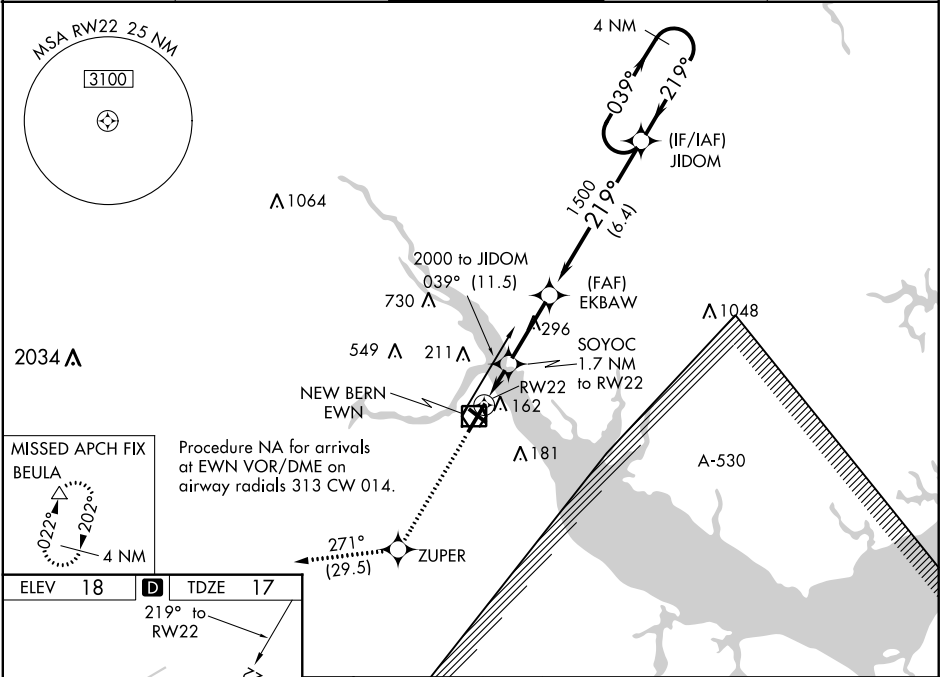 MSA RW22 25 NM
3100
4 NM
039°
219°
(IF/IAF)
JIDOM
1500
219°
(6.4)
1064
2000 to JIDOM
039° (11.5)
(FAF)
EKBAW
730
296
1048
2034
549
211
SOYOC
1.7 NM
to RW22
NEW BERN
EWN
RW22
162
181
A-530
MISSED APCH FIX
BEULA
022°
202°
4 NM
Procedure NA for arrivals
at EWN VOR/DME on
airway radials 313 CW 014.
271°
(29.5)
ZUPER
ELEV 18 D TDZE 17
219° to
RW22